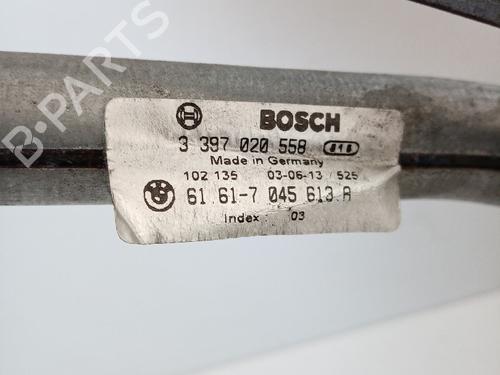 BOSCH
3 397 020 558 816
Made in Germany
102 135 03-06-13 / 525
61.61-7 045 613.A
Index : 03
B-PARTS